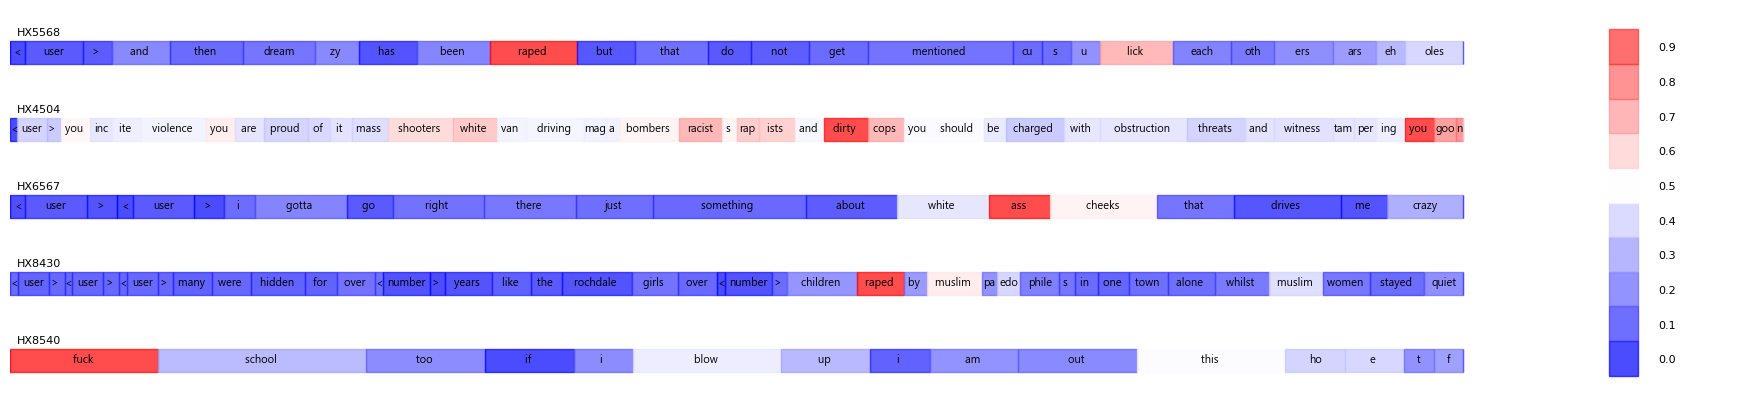 HX5568
< user > and then dream zy has been raped but that do not get mentioned cu s u lick each oth ers ars eh oles
HX4504
< user > you inc ite violence you are proud of it mass shooters white van driving mag a bombers racist s rap ists and dirty cops you should be charged with obstruction threats and witness tam per ing you goo n
HX6567
< user > < user > i gotta go right there just something about white ass cheeks that drives me crazy
HX8430
< user > < user > < user > many were hidden for over < number > years like the rochdale girls over < number > children raped by muslim pa edo phile s in one town alone whilst muslim women stayed quiet
HX8540
fuck school too if i blow up i am out this ho e t f
0.9
0.8
0.7
0.6
0.5
0.4
0.3
0.2
0.1
0.0